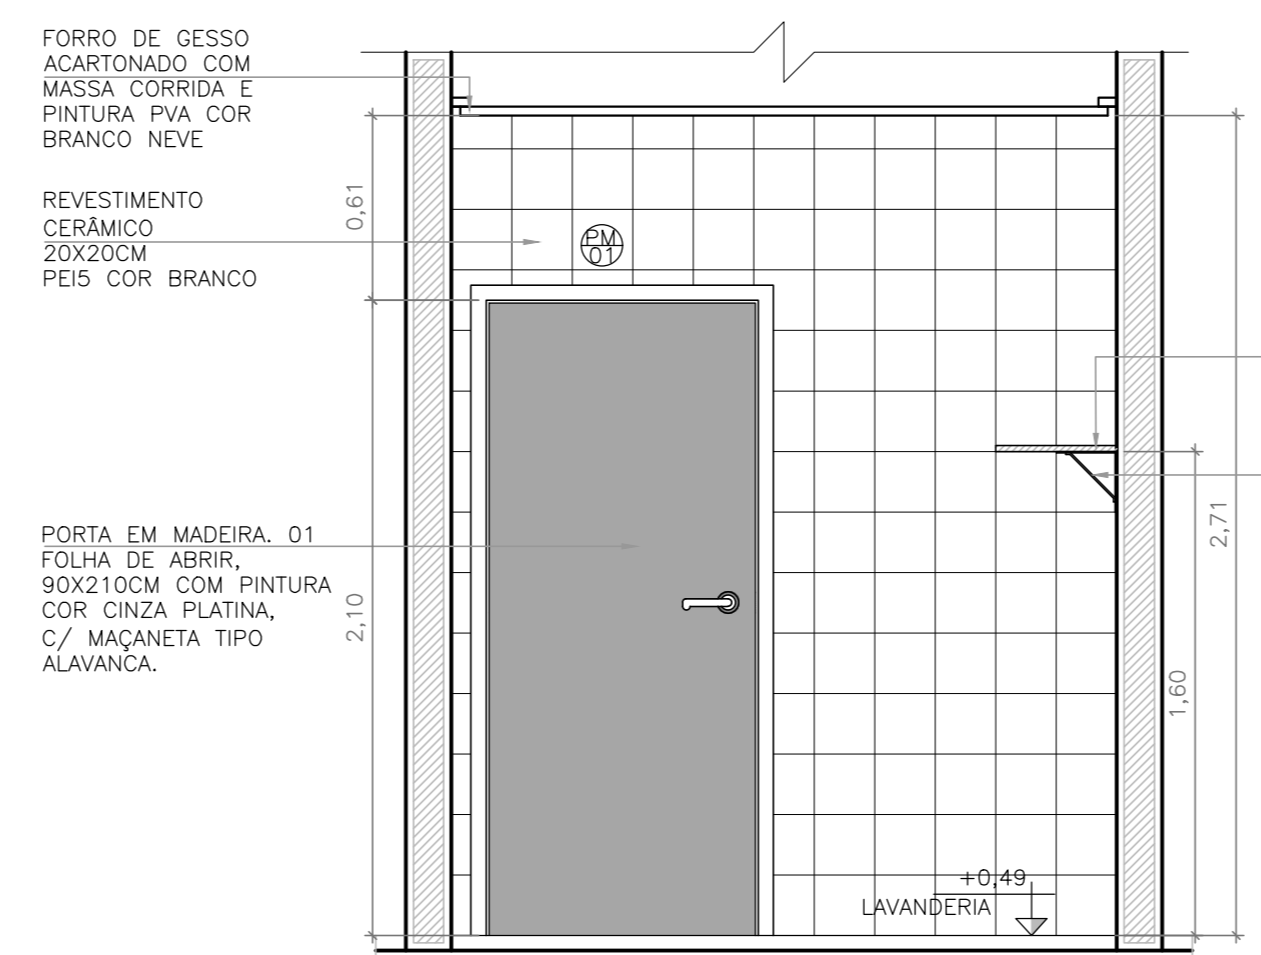 FORRO DE GESSO
ACARTONADO COM
MASSA CORRIDA E
PINTURA PVA COR
BRANCO NEVE
REVESTIMENTO
CERÂMICO
20X20CM
PEI5 COR BRANCO
PORTA EM MADEIRA. 01
FOLHA DE ABRIR,
90X210CM COM PINTURA
COR CINZA PLATINA,
C/ MAÇANETA TIPO
ALAVANCA.
0,61
2,10
PM
01
2,71
1,60
+0,49
LAVANDERIA